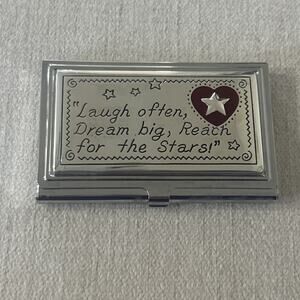 "Laugh often,
Dream big, Reach
for the Stars!"